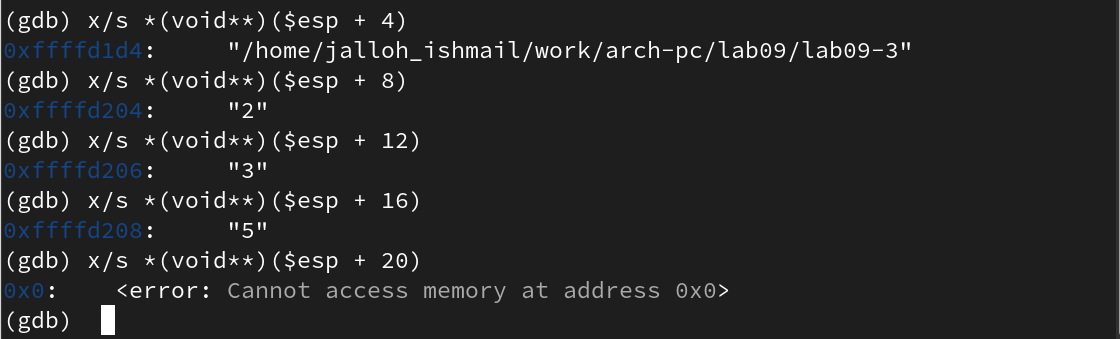 (gdb) x/s *(void**)($esp + 4)
0xffffd1d4:     "/home/jalloh_ishmail/work/arch-pc/lab09/lab09-3"
(gdb) x/s *(void**)($esp + 8)
0xffffd204:     "2"
(gdb) x/s *(void**)($esp + 12)
0xffffd206:     "3"
(gdb) x/s *(void**)($esp + 16)
0xffffd208:     "5"
(gdb) x/s *(void**)($esp + 20)
0x0:    <error: Cannot access memory at address 0x0>
(gdb)